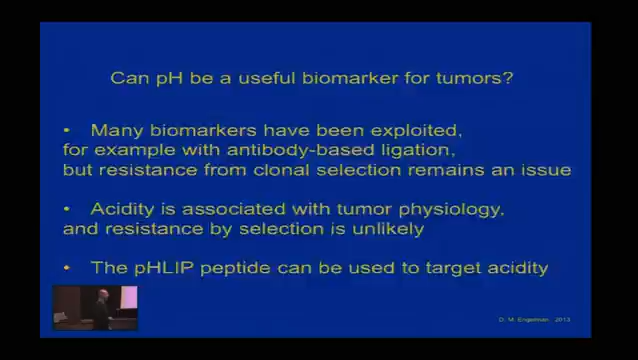 Can pH be a useful biomarker for tumors?
• Many biomarkers have been exploited,
for example with antibody-based ligation,
but resistance from clonal selection remains an issue
• Acidity is associated with tumor physiology,
and resistance by selection is unlikely
• The pHLIP peptide can be used to target acidity
D. M. Engelman, 2013